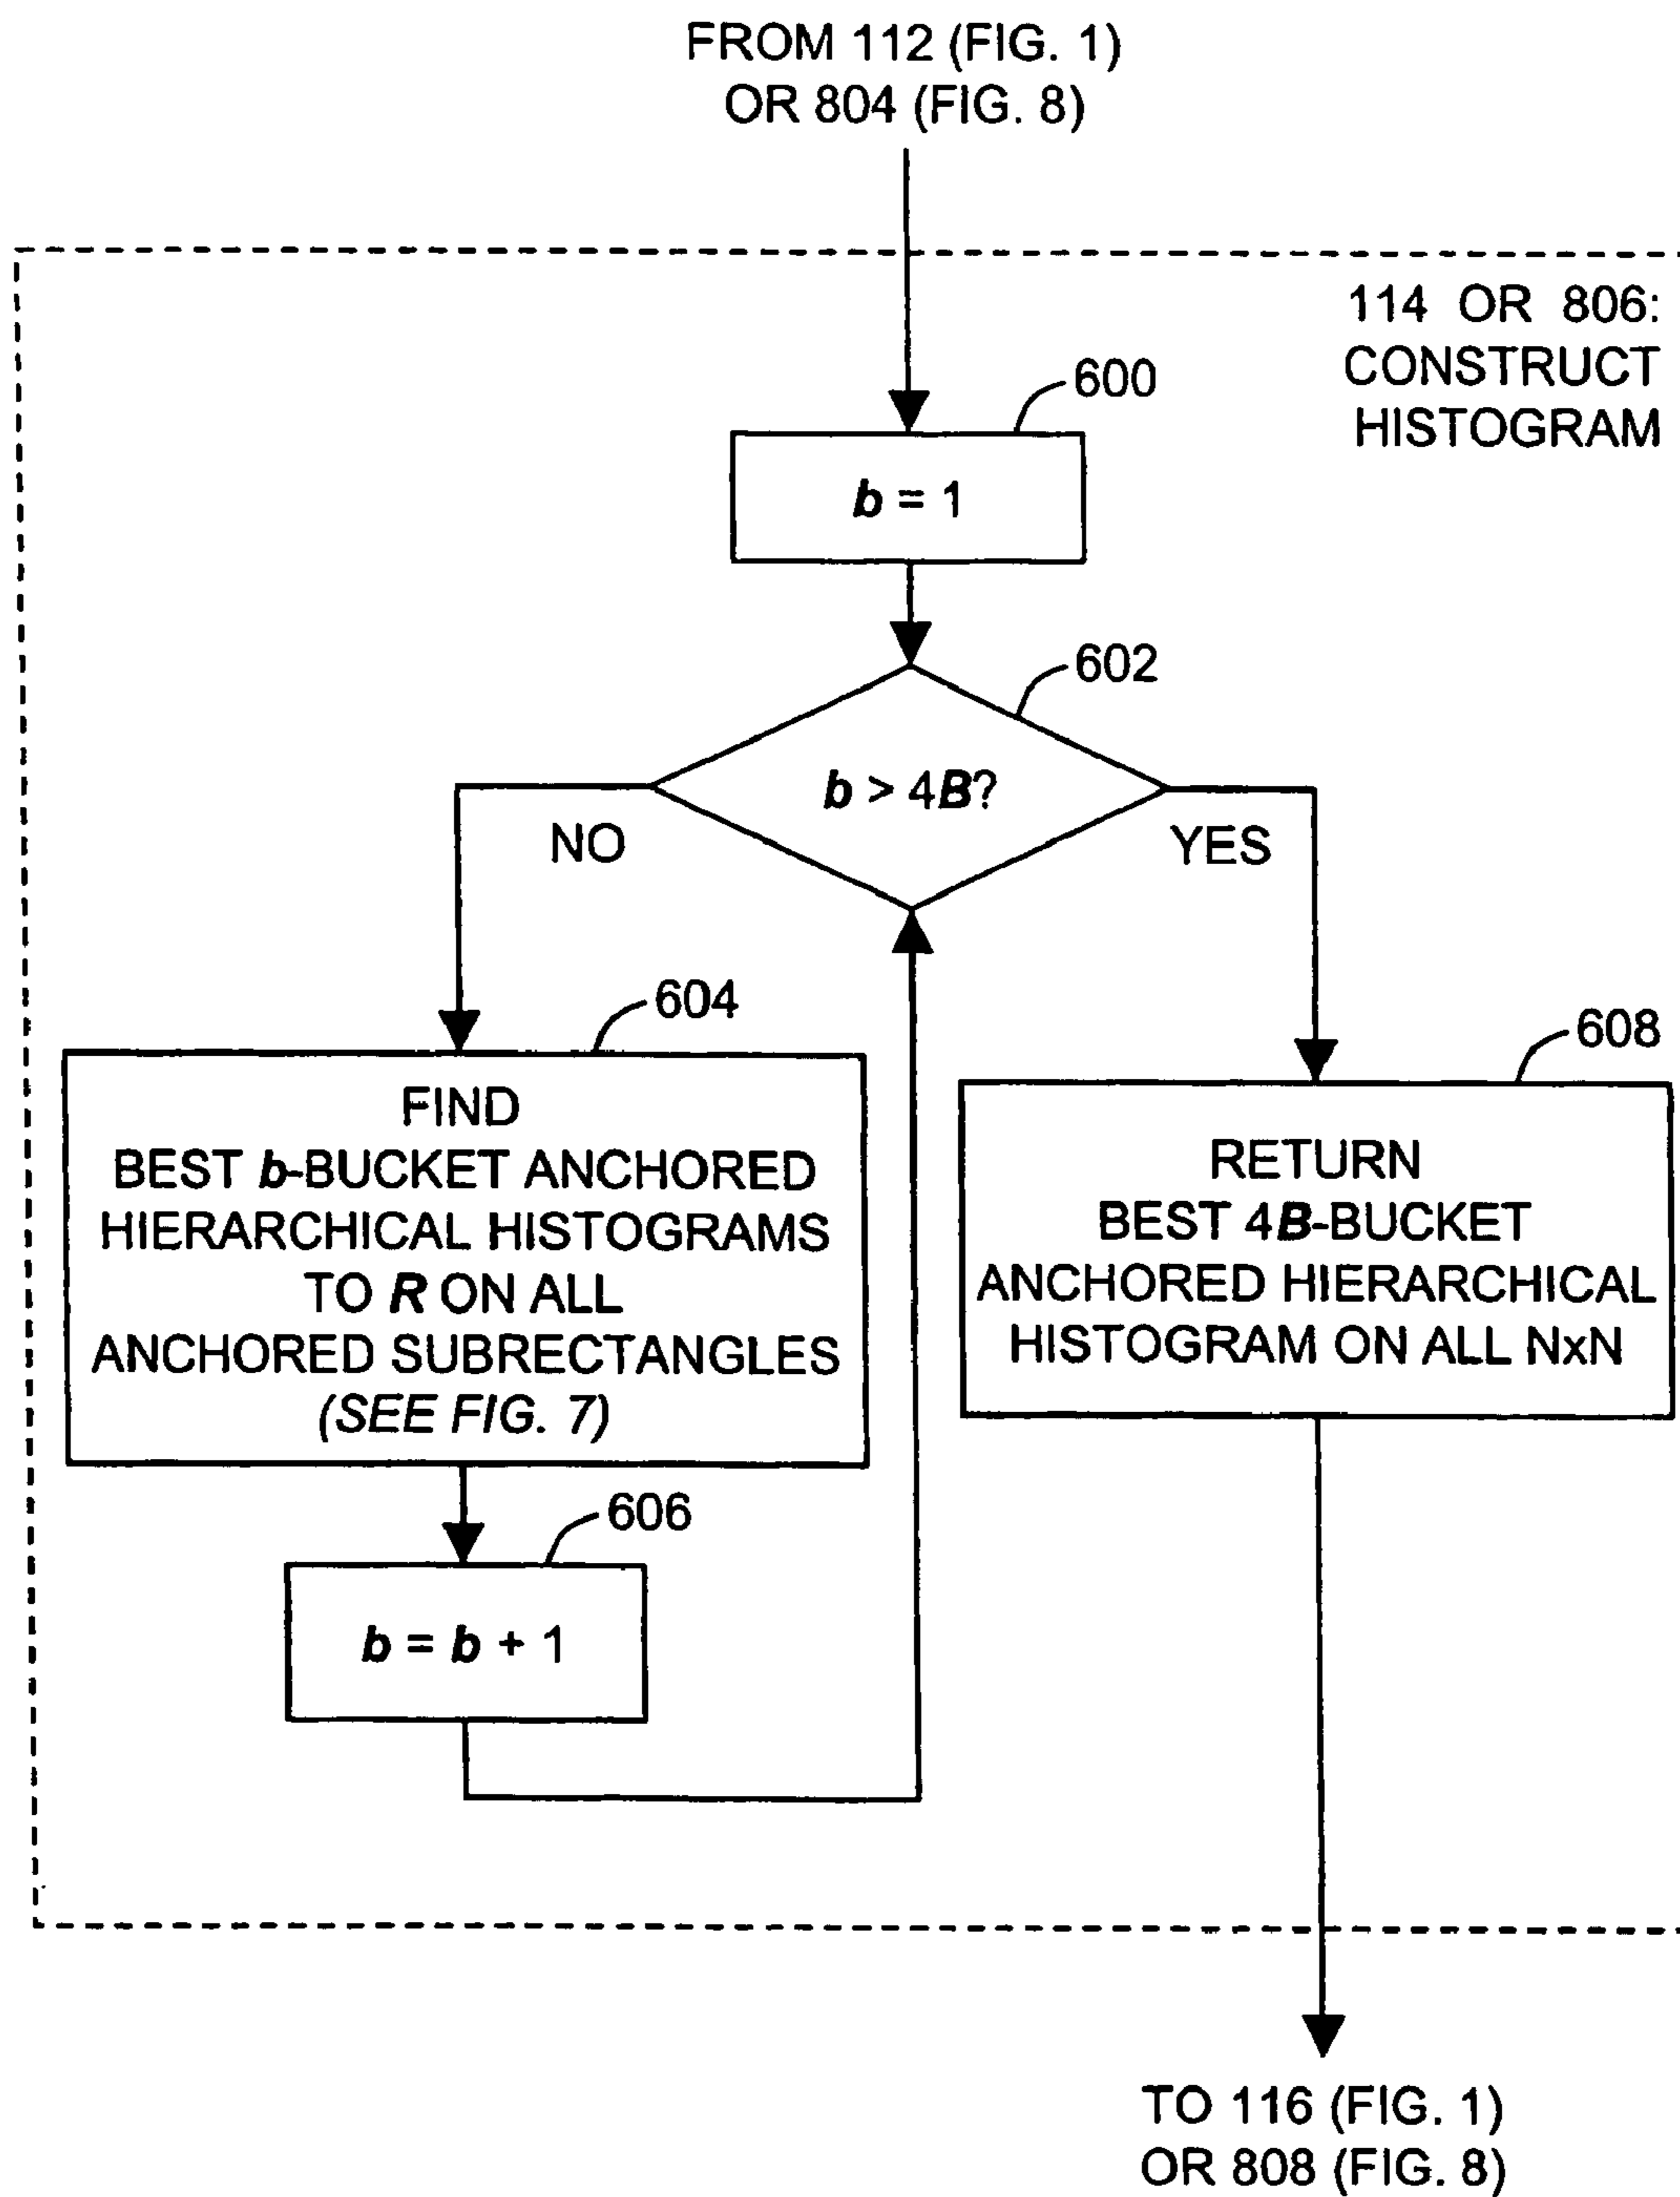 FROM 112 (FIG. 1)
OR 804 (FIG. 8)
114 OR 806:
CONSTRUCT
HISTOGRAM
600
b = 1
602
b > 4B?
NO
YES
604
FIND
BEST b-BUCKET ANCHORED
HIERARCHICAL HISTOGRAMS
TO R ON ALL
ANCHORED SUBRECTANGLES
(SEE FIG. 7)
608
RETURN
BEST 4B-BUCKET
ANCHORED HIERARCHICAL
HISTOGRAM ON ALL NxN
606
b = b + 1
TO 116 (FIG. 1)
OR 808 (FIG. 8)